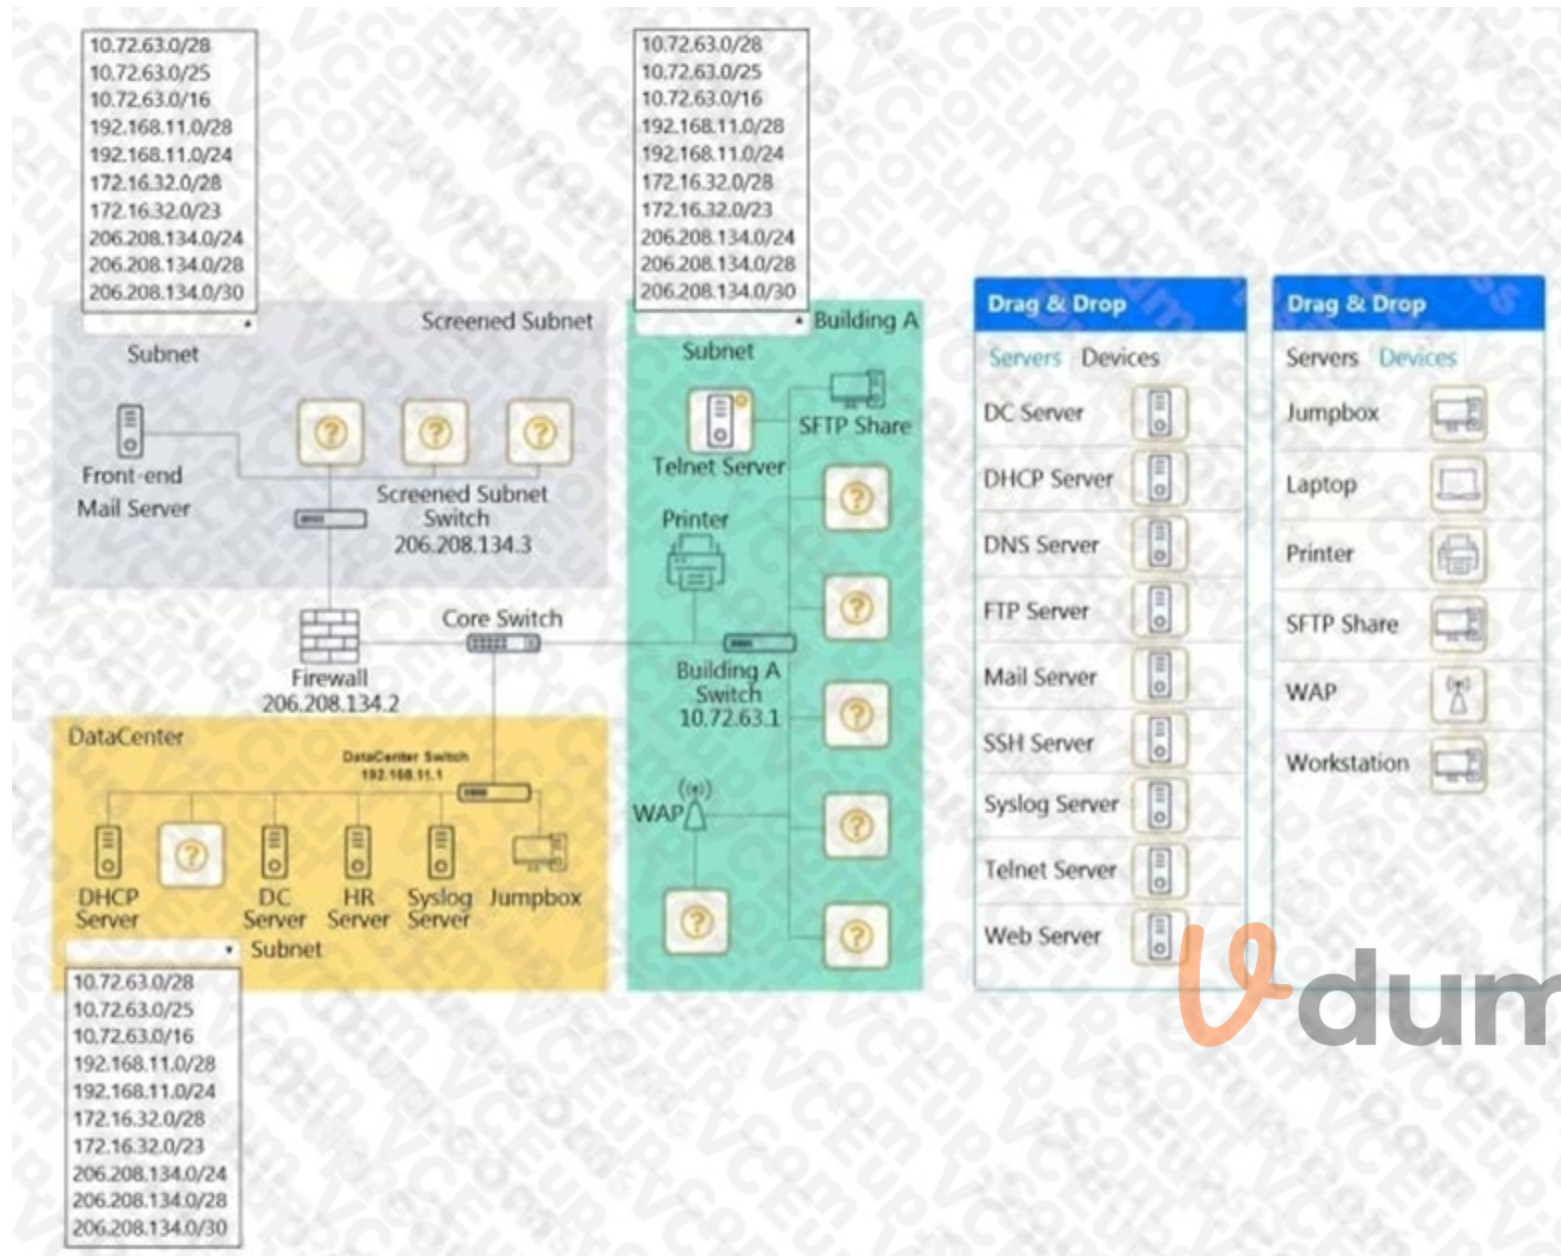 10.72.63.0/28
10.72.63.0/25
10.72.63.0/16
192.168.11.0/28
192.168.11.0/24
172.16.32.0/28
172.16.32.0/23
206.208.134.0/24
206.208.134.0/28
206.208.134.0/30
Screened Subnet
Subnet
Front-end
Mail Server
?
?
?
Screened Subnet
Switch
206.208.134.3
Firewall
206.208.134.2
Core Switch
10.72.63.0/28
10.72.63.0/25
10.72.63.0/16
192.168.11.0/28
192.168.11.0/24
172.16.32.0/28
172.16.32.0/23
206.208.134.0/24
206.208.134.0/28
206.208.134.0/30
Building A
Subnet
SFTP Share
Telnet Server
Printer
?
?
Building A
Switch
10.72.63.1
?
WAP
?
?
?
DataCenter
DataCenter Switch
192.168.11.1
DHCP
Server
?
DC
Server
HR
Server
Syslog
Server
Jumpbox
Subnet
10.72.63.0/28
10.72.63.0/25
10.72.63.0/16
192.168.11.0/28
192.168.11.0/24
172.16.32.0/28
172.16.32.0/23
206.208.134.0/24
206.208.134.0/28
206.208.134.0/30
Drag & Drop
Servers Devices
DC Server
DHCP Server
DNS Server
FTP Server
Mail Server
SSH Server
Syslog Server
Telnet Server
Web Server
Drag & Drop
Servers Devices
Jumpbox
Laptop
Printer
SFTP Share
WAP
Workstation